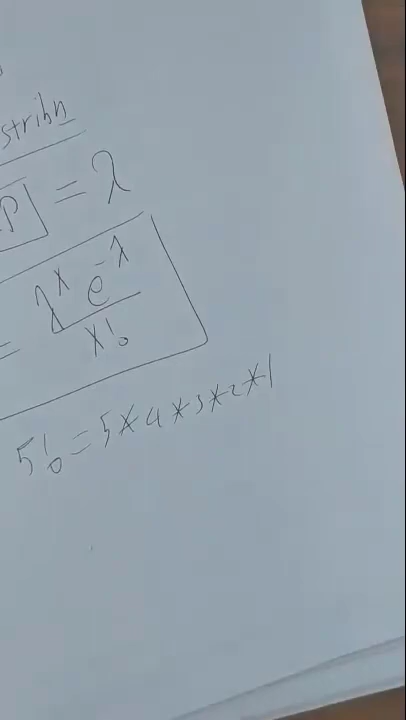 stribn
P = λ
= λ^x e^-λ / x!
5! = 5*4*3*2*1